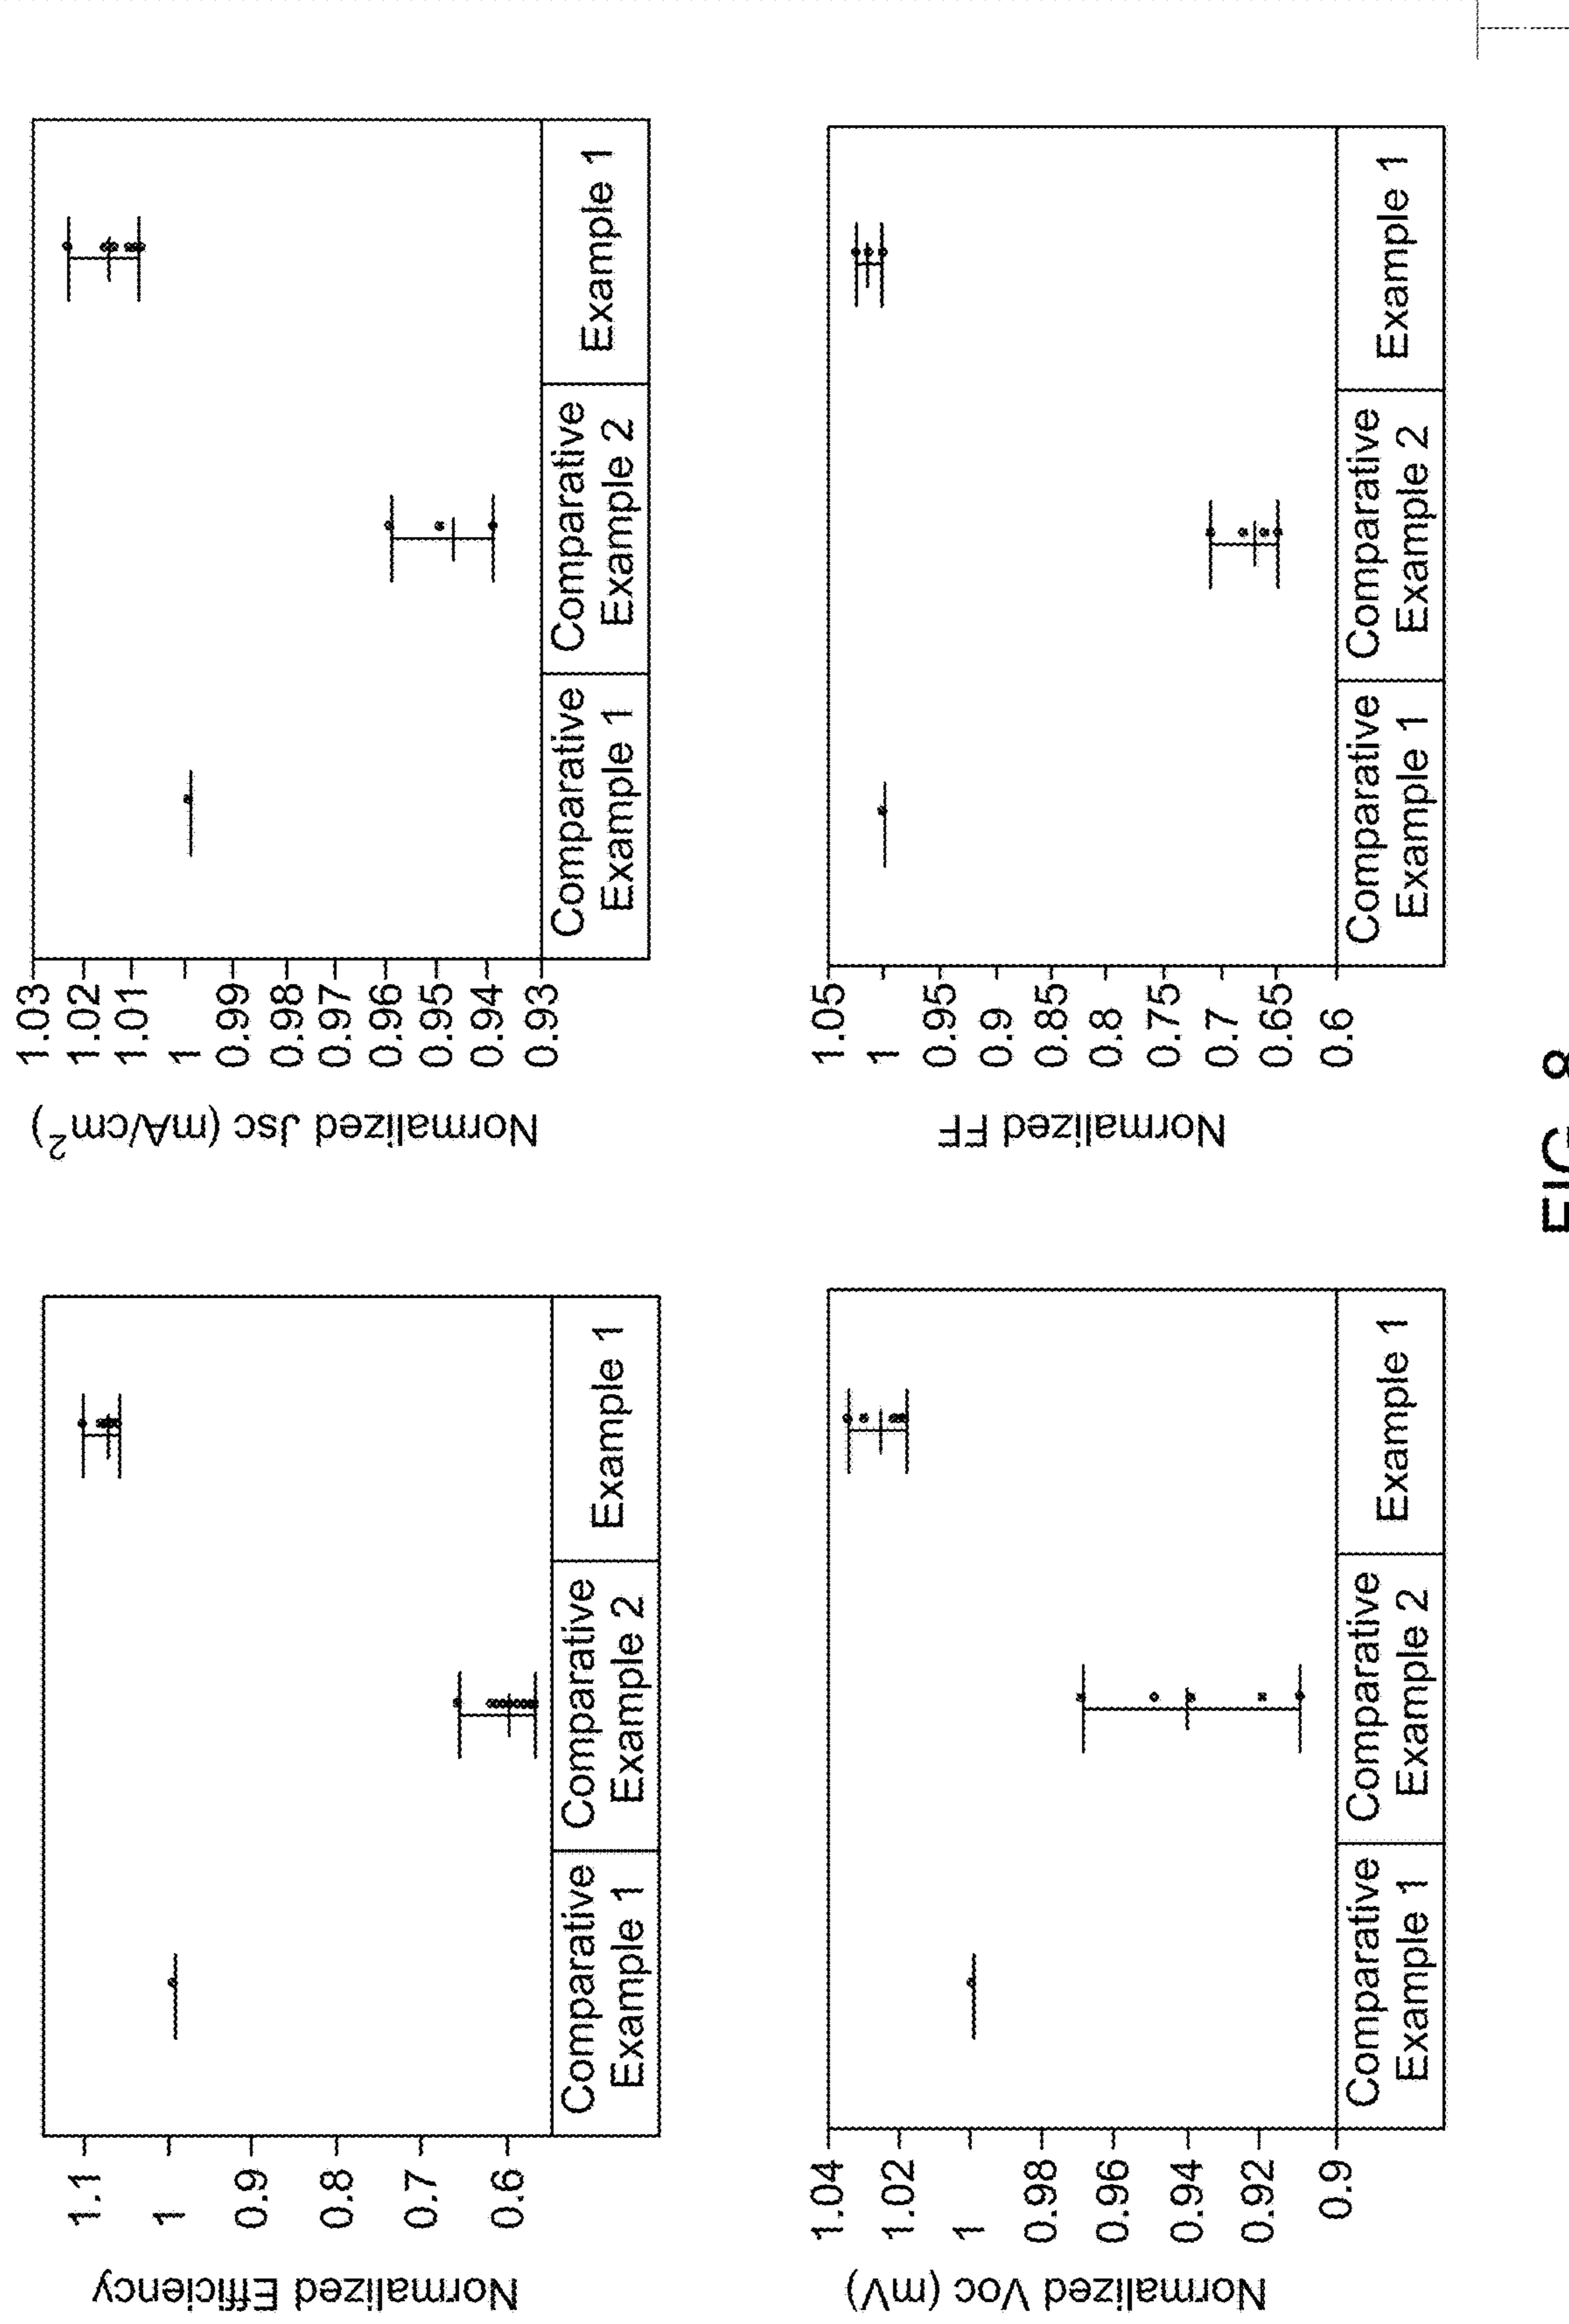 Normalized Efficiency
1.1
1
0.9
0.8
0.7
0.6
Comparative
Example 1
Comparative
Example 2
Example 1
Normalized Jsc (mA/cm²)
1.03
1.02
1.01
1
0.99
0.98
0.97
0.96
0.95
0.94
0.93
Comparative
Example 1
Comparative
Example 2
Example 1
Normalized Voc (mV)
1.04
1.02
1
0.98
0.96
0.94
0.92
0.9
Comparative
Example 1
Comparative
Example 2
Example 1
Normalized FF
1.05
1
0.95
0.9
0.85
0.8
0.75
0.7
0.65
0.6
Comparative
Example 1
Comparative
Example 2
Example 1
FIG. 8